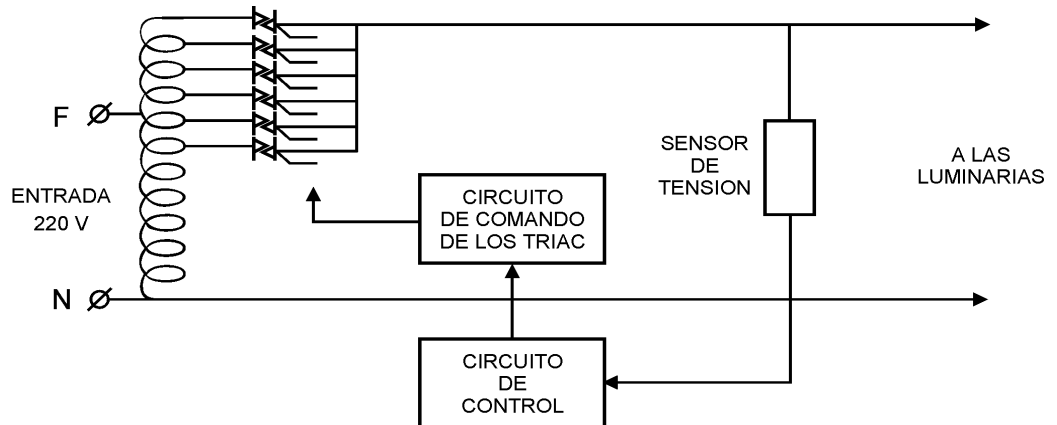 F
ENTRADA
220 V
N
CIRCUITO
DE COMANDO
DE LOS TRIAC
CIRCUITO
DE
CONTROL
SENSOR
DE
TENSION
A LAS
LUMINARIAS